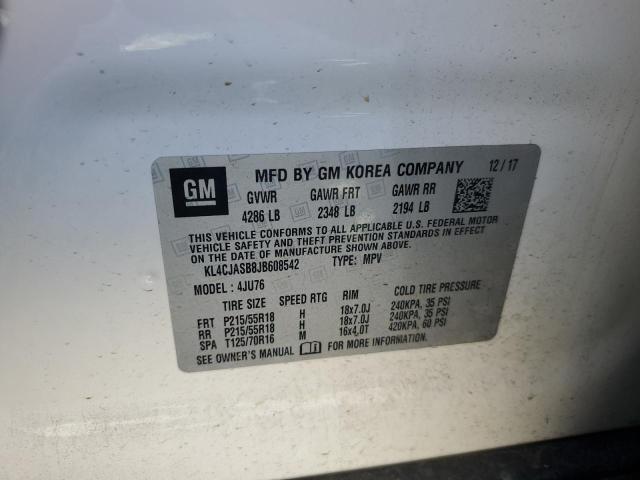 GM
MFD BY GM KOREA COMPANY 12/17
GVWR GAWR FRT GAWR RR
4286 LB 2348 LB 2194 LB
THIS VEHICLE CONFORMS TO ALL APPLICABLE U.S. FEDERAL MOTOR
VEHICLE SAFETY AND THEFT PREVENTION STANDARDS IN EFFECT
ON THE DATE OF MANUFACTURE SHOWN ABOVE.
KL4CJASB8JB608542 TYPE: MPV
MODEL: 4JU76
TIRE SIZE SPEED RTG RIM COLD TIRE PRESSURE
FRT P215/55R18 H 18x7.0J 240KPA, 35 PSI
RR P215/55R18 H 18x7.0J 240KPA, 35 PSI
SPA T125/70R16 M 16x4.0T 420KPA, 60 PSI
SEE OWNER'S MANUAL FOR MORE INFORMATION.